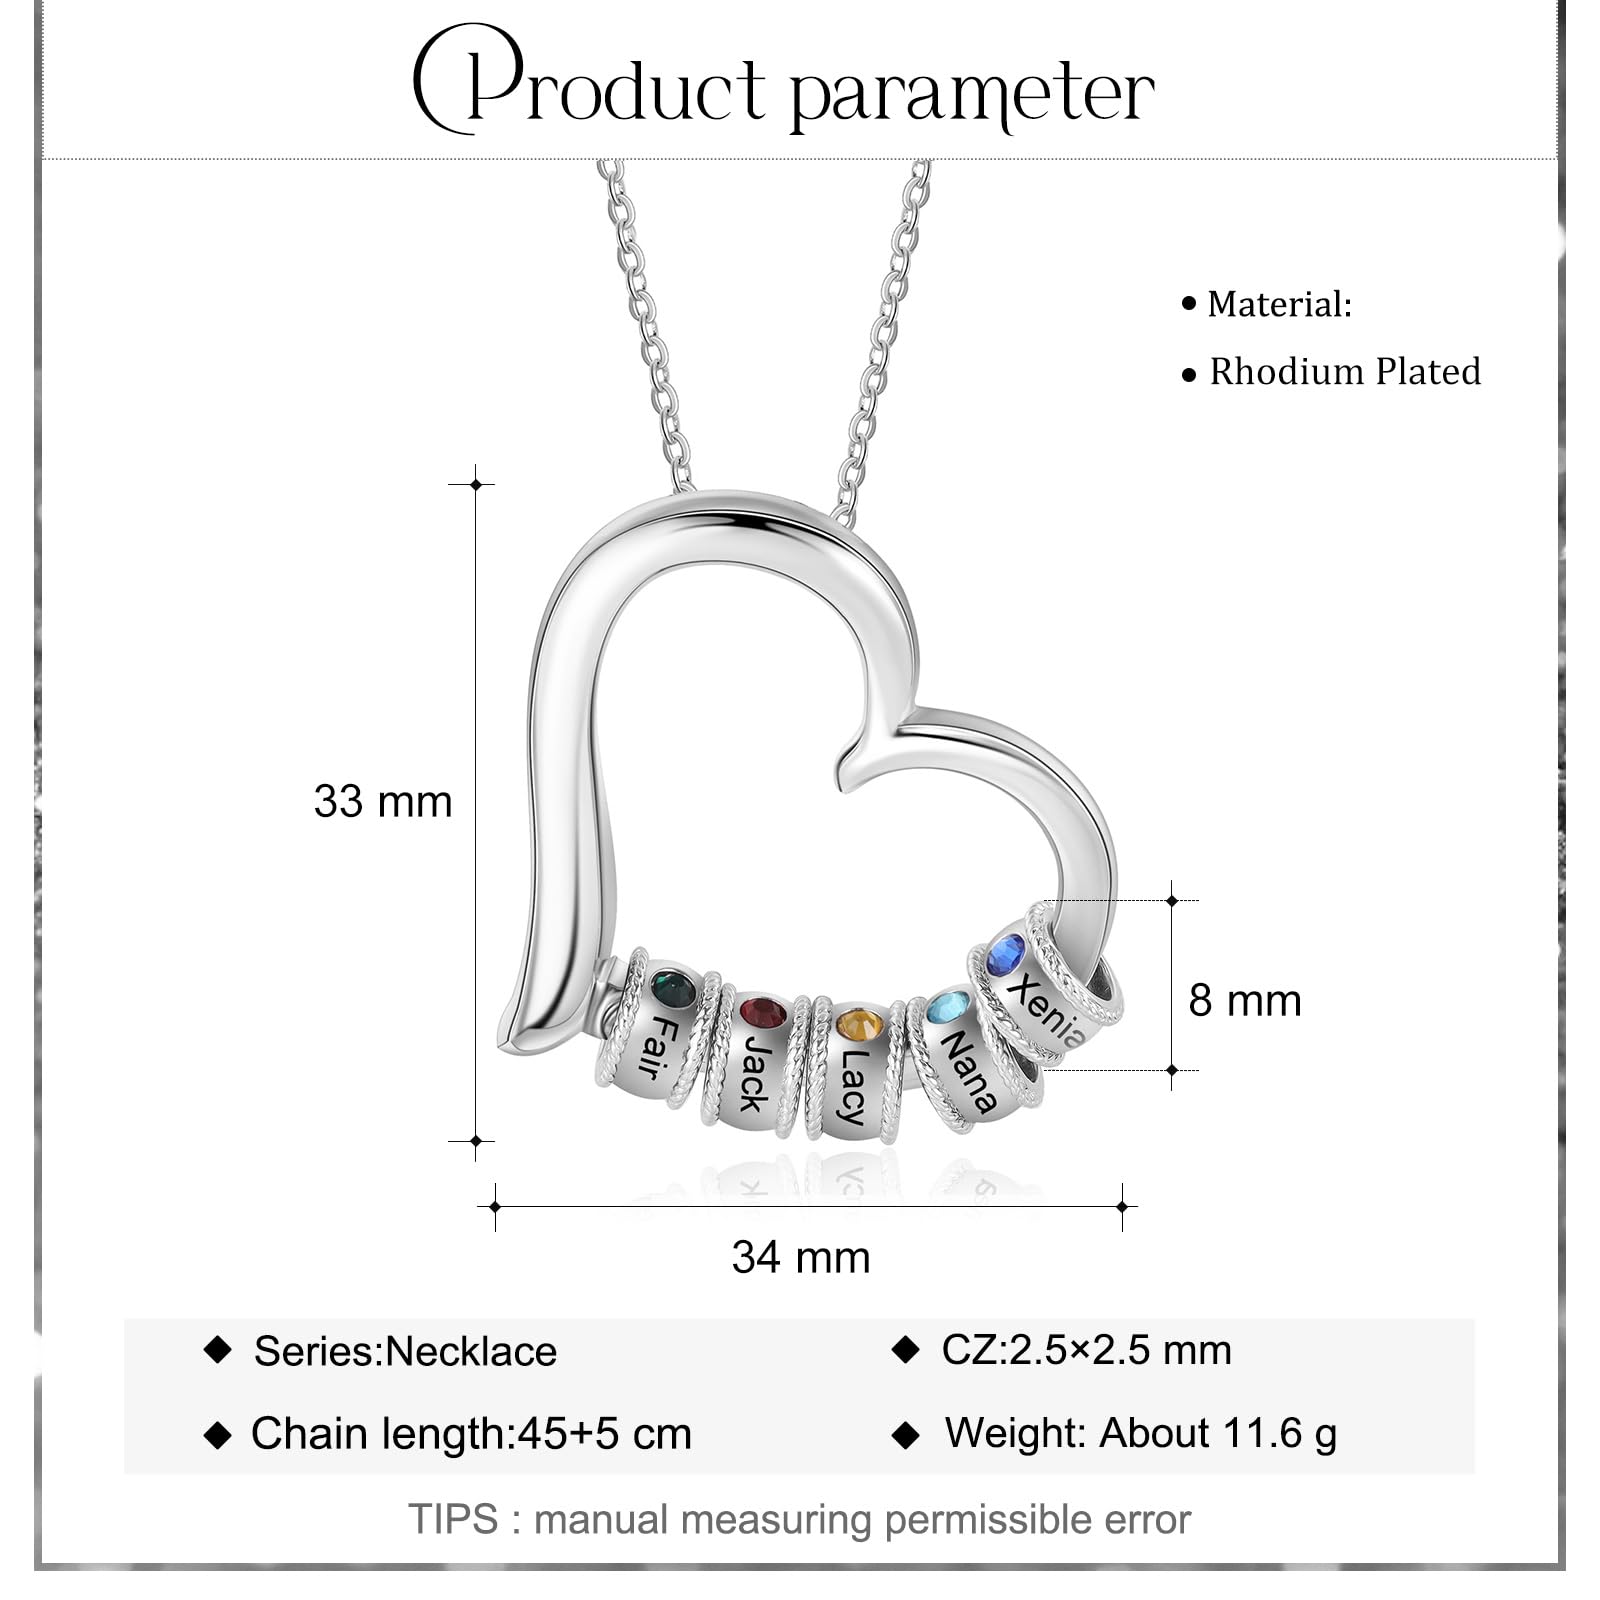 Product parameter
• Material:
• Rhodium Plated
33 mm
8 mm
Fair
Jack
Lacy
Nana
Xenia
34 mm
◆ Series:Necklace
◆ CZ:2.5×2.5 mm
◆ Chain length:45+5 cm
◆ Weight: About 11.6 g
TIPS : manual measuring permissible error